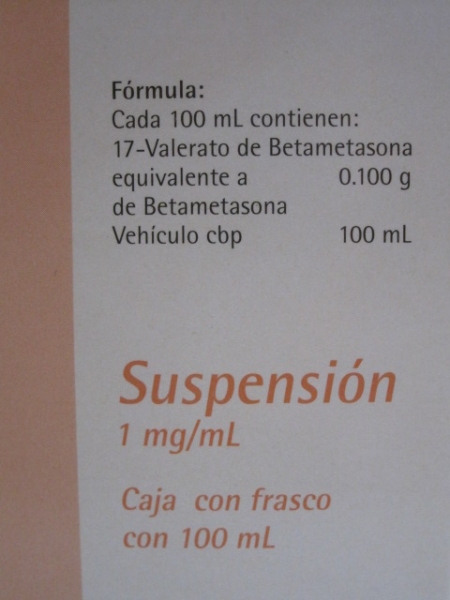 Fórmula:
Cada 100 mL contienen:
17-Valerato de Betametasona
equivalente a 0.100 g
de Betametasona
Vehículo cbp 100 mL
Suspensión
1 mg/mL
Caja con frasco
con 100 mL